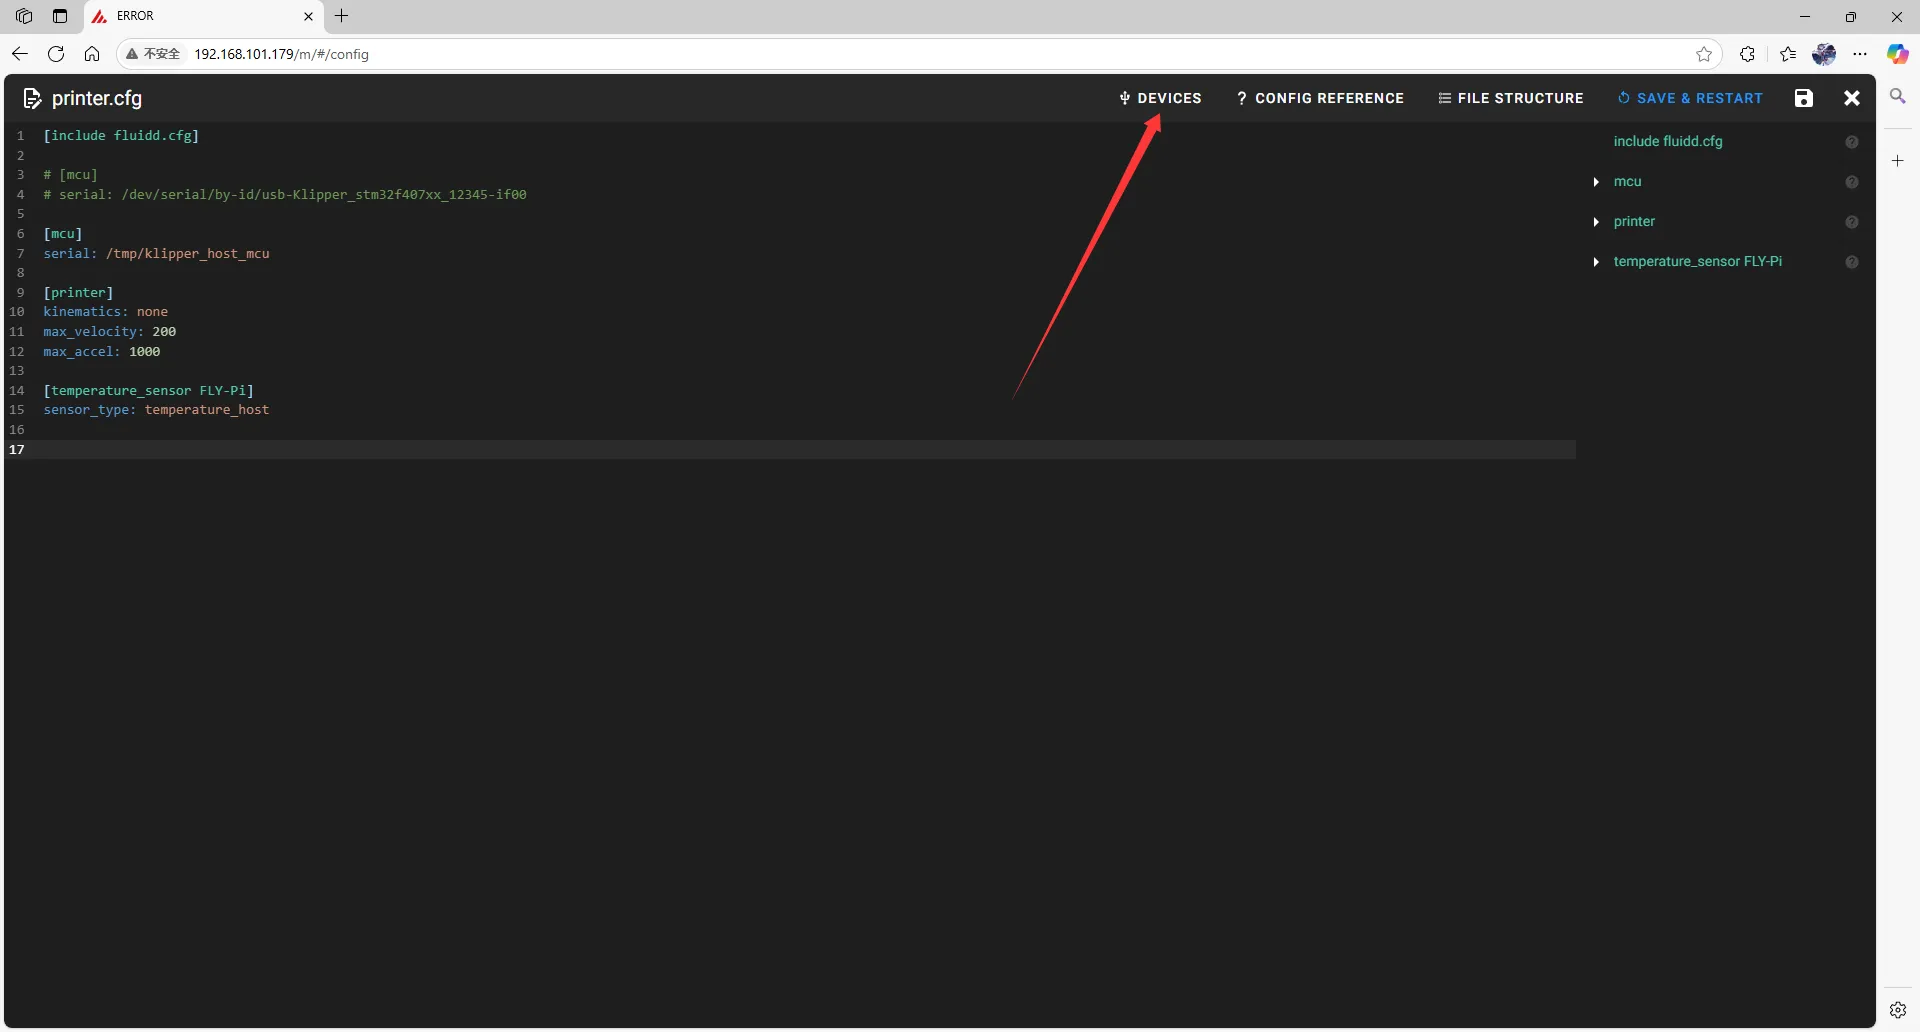 ERROR
不安全
192.168.101.179/m/#/config
printer.cfg
DEVICES
? CONFIG REFERENCE
FILE STRUCTURE
SAVE & RESTART
1 [include fluidd.cfg]
2
3 # [mcu]
4 # serial: /dev/serial/by-id/usb-Klipper_stm32f407xx_12345-if00
5
6 [mcu]
7 serial: /tmp/klipper_host_mcu
8
9 [printer]
10 kinematics: none
11 max_velocity: 200
12 max_accel: 1000
13
14 [temperature_sensor FLY-Pi]
15 sensor_type: temperature_host
16
17
include fluidd.cfg
mcu
printer
temperature_sensor FLY-Pi